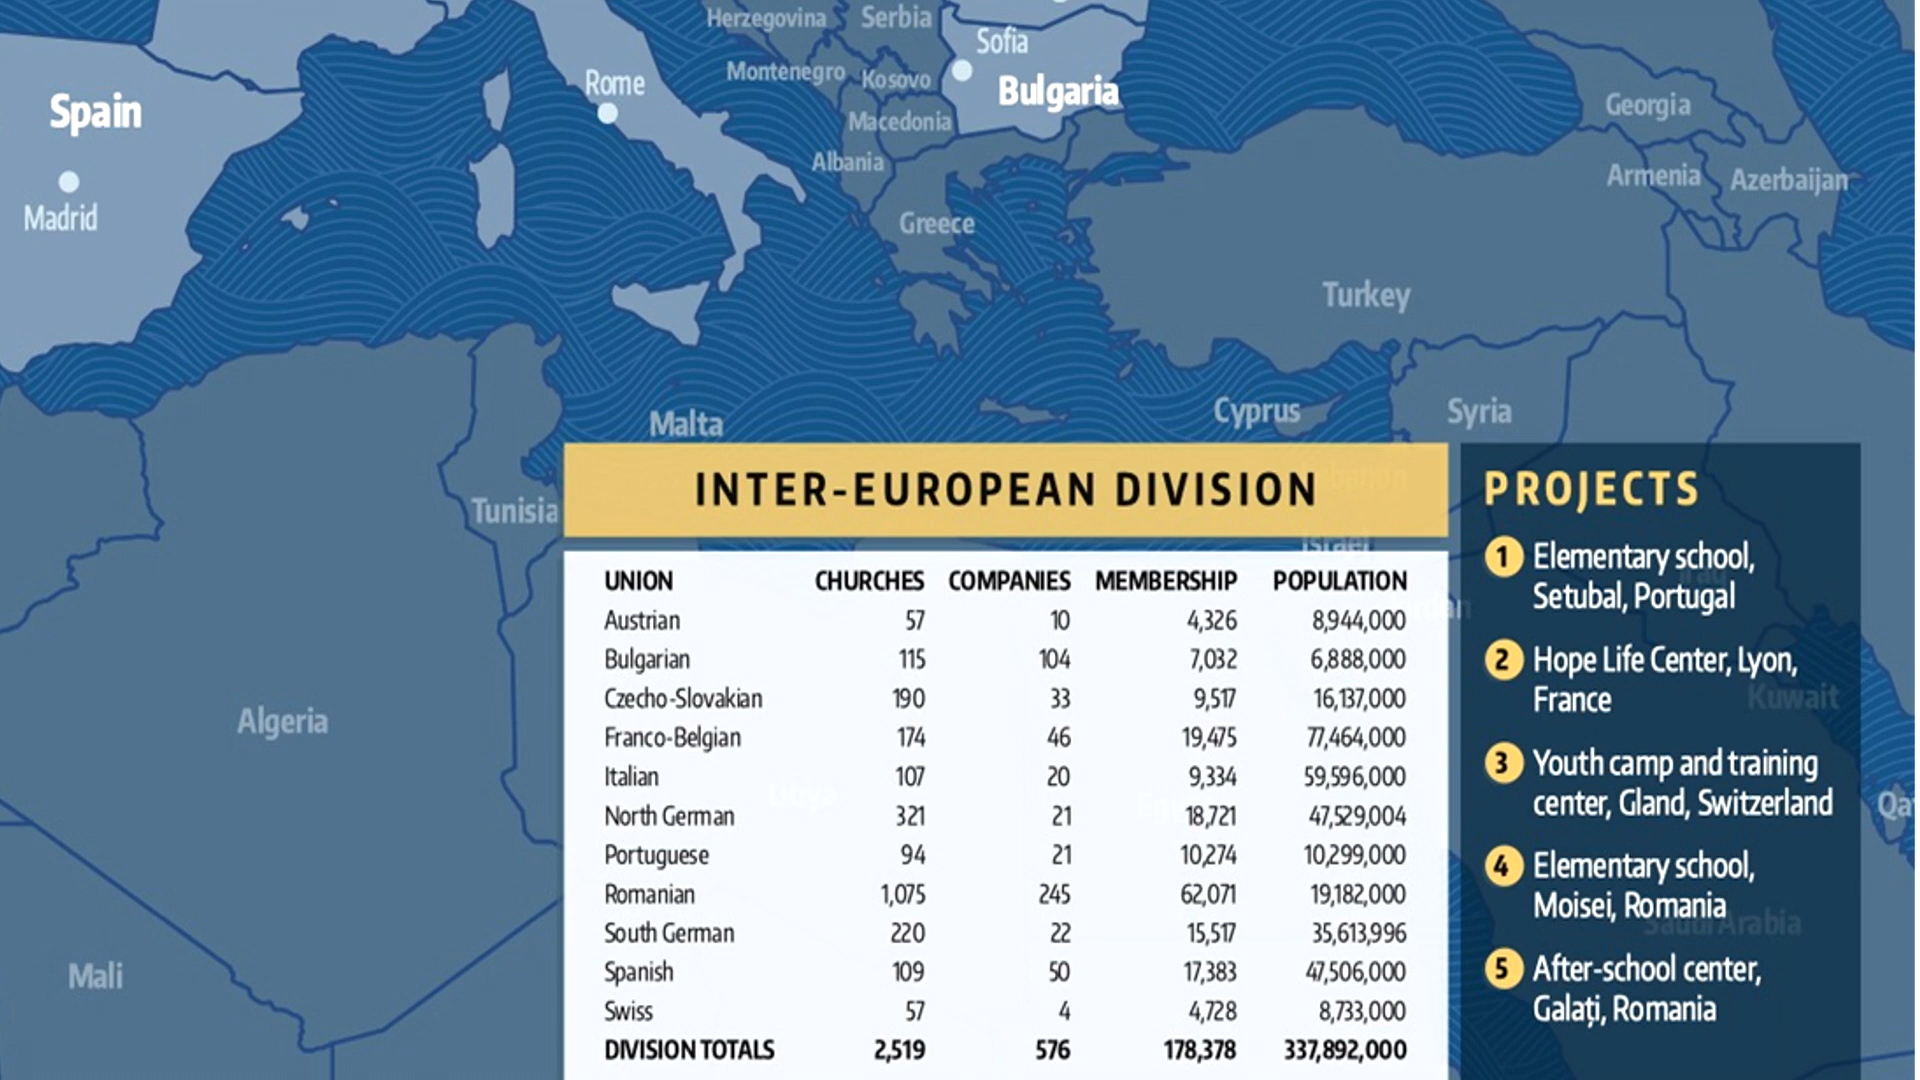 Herzegovina
Serbia
Sofia
Rome
Montenegro
Kosovo
Bulgaria
Spain
Georgia
Macedonia
Albania
Armenia
Azerbaijan
Madrid
Greece
Turkey
Malta
Cyprus
Syria
Tunisia
Israel
Algeria
Libya
Kuwait
Saudi Arabia
Mali
INTER-EUROPEAN DIVISION
UNION CHURCHES COMPANIES MEMBERSHIP POPULATION
Austrian 57 10 4,326 8,944,000
Bulgarian 115 104 7,032 6,888,000
Czecho-Slovakian 190 33 9,517 16,137,000
Franco-Belgian 174 46 19,475 77,464,000
Italian 107 20 9,334 59,596,000
North German 321 21 18,721 47,529,004
Portuguese 94 21 10,274 10,299,000
Romanian 1,075 245 62,071 19,182,000
South German 220 22 15,517 35,613,996
Spanish 109 50 17,383 47,506,000
Swiss 57 4 4,728 8,733,000
DIVISION TOTALS 2,519 576 178,378 337,892,000
PROJECTS
1 Elementary school,
Setubal, Portugal
2 Hope Life Center, Lyon,
France
3 Youth camp and training
center, Gland, Switzerland
4 Elementary school,
Moisei, Romania
5 After-school center,
Galați, Romania